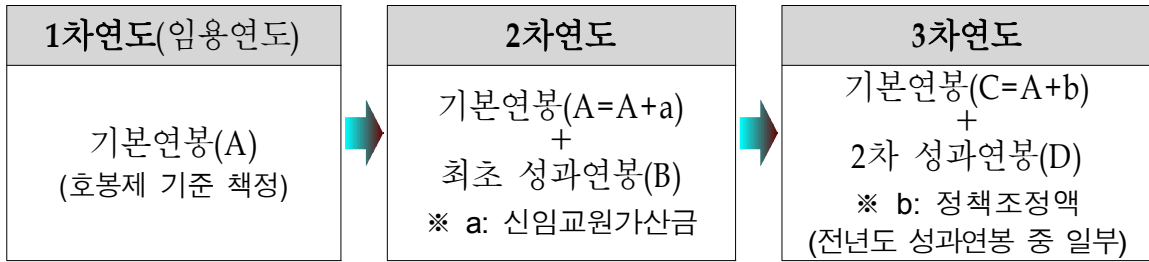 1차연도(임용연도)
기본연봉(A)
(호봉제 기준 책정)
2차연도
기본연봉(A=A+a)
+
최초 성과연봉(B)
※ a: 신임교원가산금
3차연도
기본연봉(C=A+b)
+
2차 성과연봉(D)
※ b: 정책조정액
(전년도 성과연봉 중 일부)